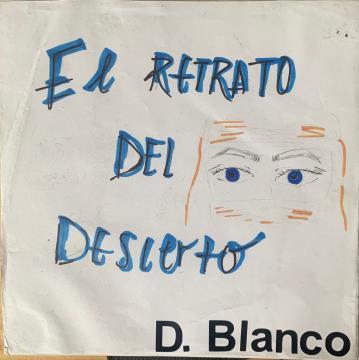 El RETRATO
DEL
DESIerto
D. Blanco